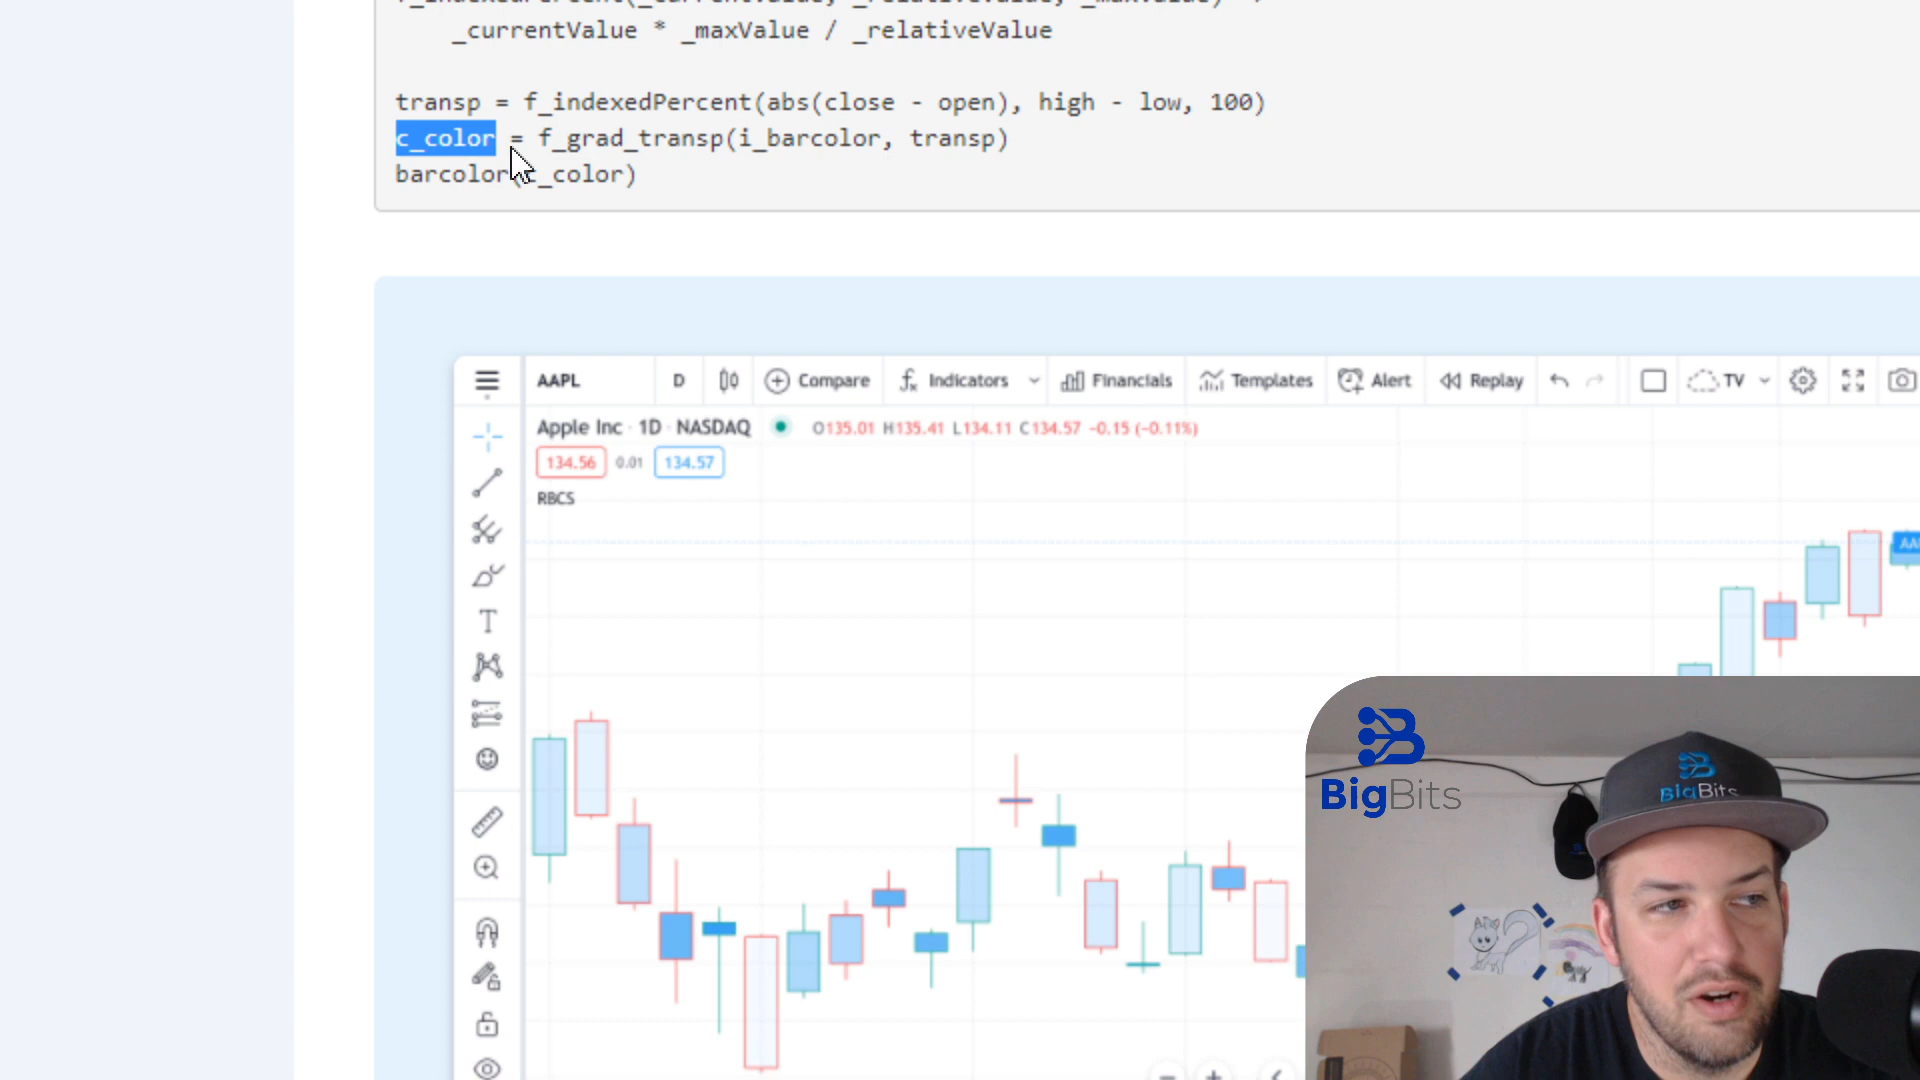 _currentValue * _maxValue / _relativeValue
transp = f_indexedPercent(abs(close - open), high - low, 100)
c_color = f_grad_transp(i_barcolor, transp)
barcolor(c_color)
AAPL D Compare Indicators Financials Templates Alert Replay TV
Apple Inc · 1D · NASDAQ O135.01 H135.41 L134.11 C134.57 −0.15 (−0.11%)
134.56 0.01 134.57
RBCS
BigBits
BigBits